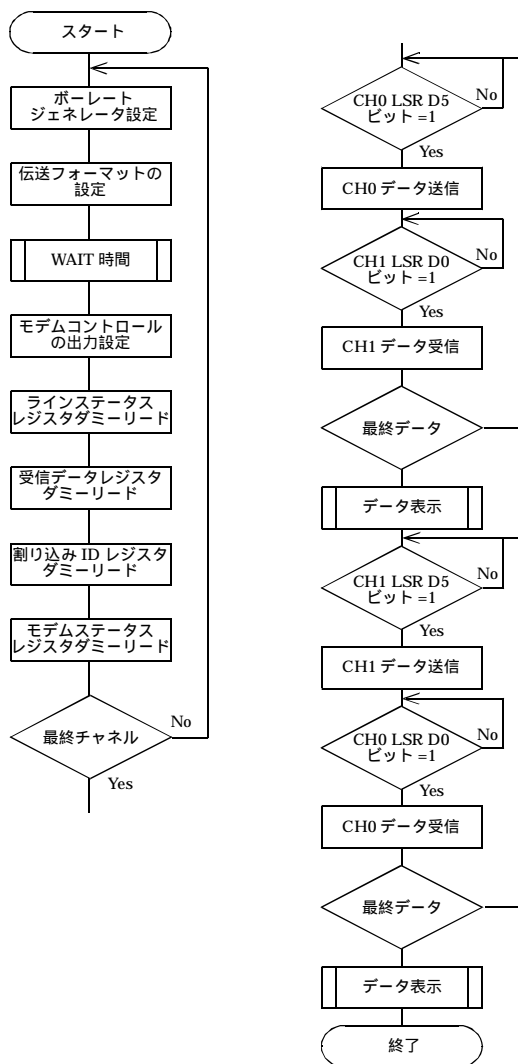 スタート
ボーレート
ジェネレータ設定
伝送フォーマットの
設定
WAIT 時間
モデムコントロール
の出力設定
ラインステータス
レジスタダミーリード
受信データレジスタ
ダミーリード
割り込み ID レジスタ
ダミーリード
モデムステータス
レジスタダミーリード
最終チャネル
No
Yes
CH0 LSR D5
ビット =1
No
Yes
CH0 データ送信
CH1 LSR D0
ビット =1
No
Yes
CH1 データ受信
最終データ
データ表示
CH1 LSR D5
ビット =1
No
Yes
CH1 データ送信
CH0 LSR D0
ビット =1
No
Yes
CH0 データ受信
最終データ
データ表示
終了